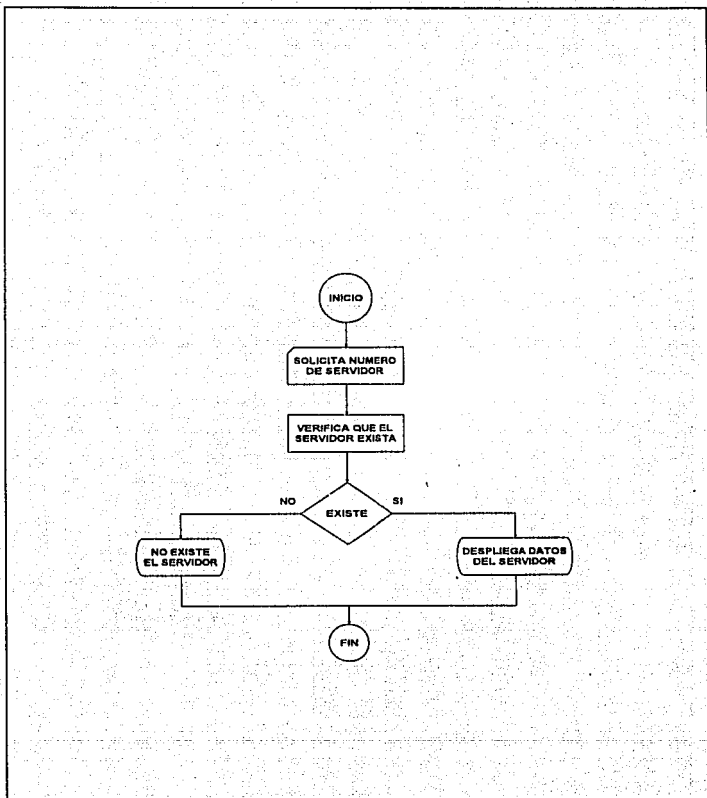 INICIO
SOLICITA NUMERO
DE SERVIDOR
VERIFICA QUE EL
SERVIDOR EXISTA
NO
SI
EXISTE
NO EXISTE
EL SERVIDOR
DESPLIEGA DATOS
DEL SERVIDOR
FIN